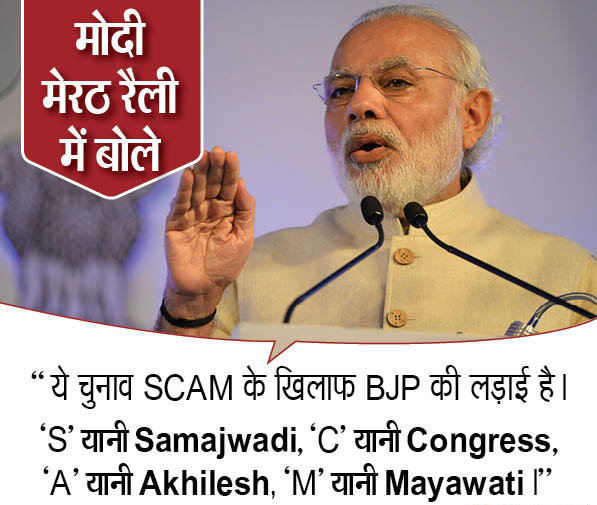 मोदी
मेरठ रैली
में बोले
“ ये चुनाव SCAM के खिलाफ BJP की लड़ाई है।
‘S’ यानी Samajwadi, ‘C’ यानी Congress,
‘A’ यानी Akhilesh, ‘M’ यानी Mayawati।”